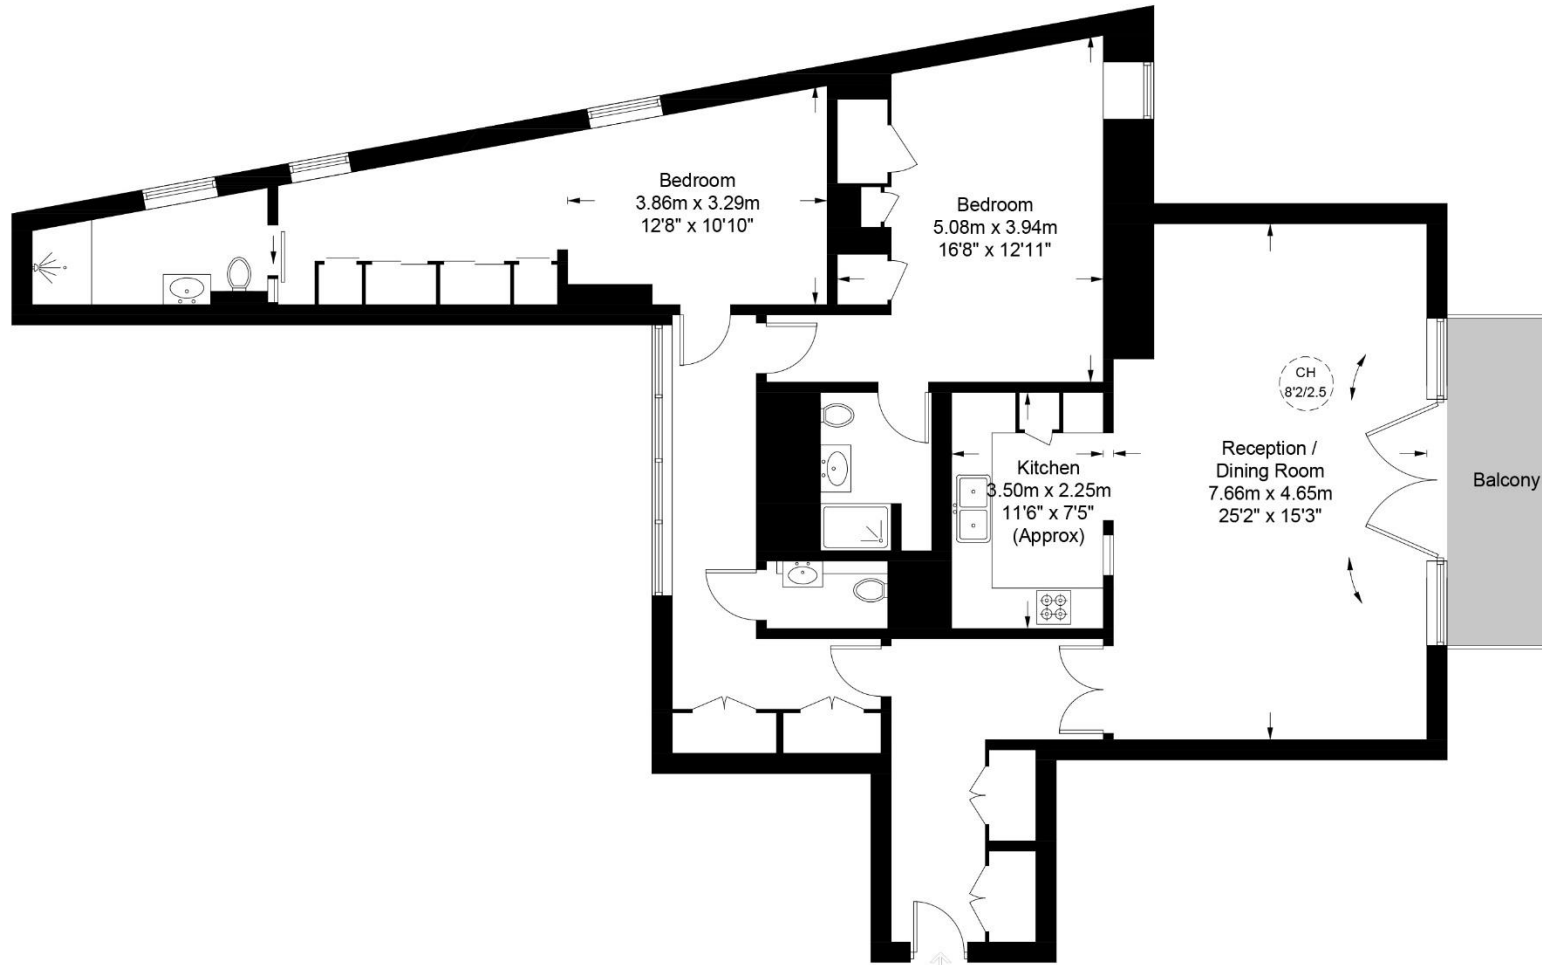 Bedroom
3.86m x 3.29m
12'8" x 10'10"
Bedroom
5.08m x 3.94m
16'8" x 12'11"
CH
8'2/2.5
Kitchen
3.50m x 2.25m
11'6" x 7'5"
(Approx)
Reception /
Dining Room
7.66m x 4.65m
25'2" x 15'3"
Balcony